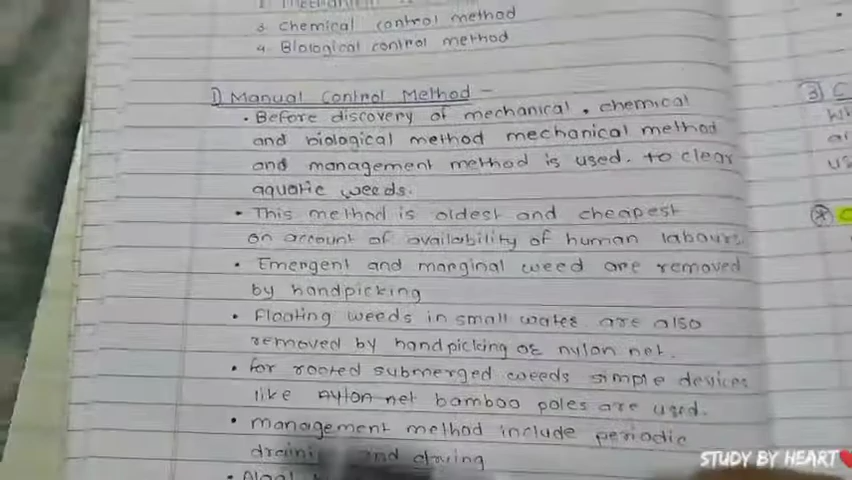 3 Chemical control method
4 Biological control method
1) Manual Control Method -
• Before discovery of mechanical, chemical
and biological method mechanical method
and management method is used. to clear
aquatic weeds.
• This method is oldest and cheapest
on account of availability of human labours.
• Emergent and marginal weed are removed
by handpicking
• Floating weeds in small water are also
removed by handpicking or nylon net.
• for rooted submerged weeds simple devices
like nylon net bamboo poles are used.
• management method include periodic
and drying
3) C
STUDY BY HEART❤